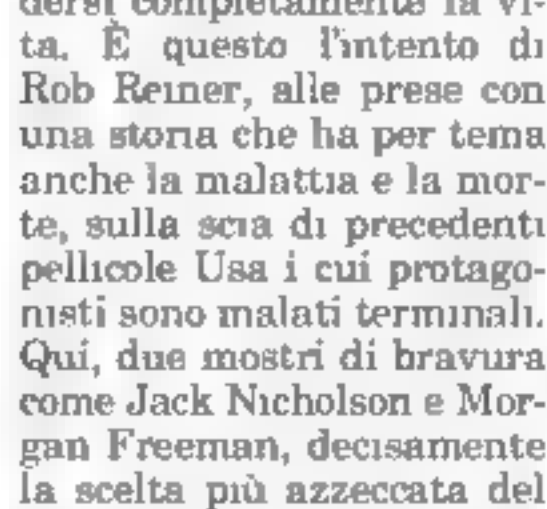 dersi completamente la vi-
ta. È questo l'intento di
Rob Reiner, alle prese con
una storia che ha per tema
anche la malattia e la mor-
te, sulla scia di precedenti
pellicole Usa i cui protago-
nisti sono malati terminali.
Qui, due mostri di bravura
come Jack Nicholson e Mor-
gan Freeman, decisamente
la scelta più azzeccata del